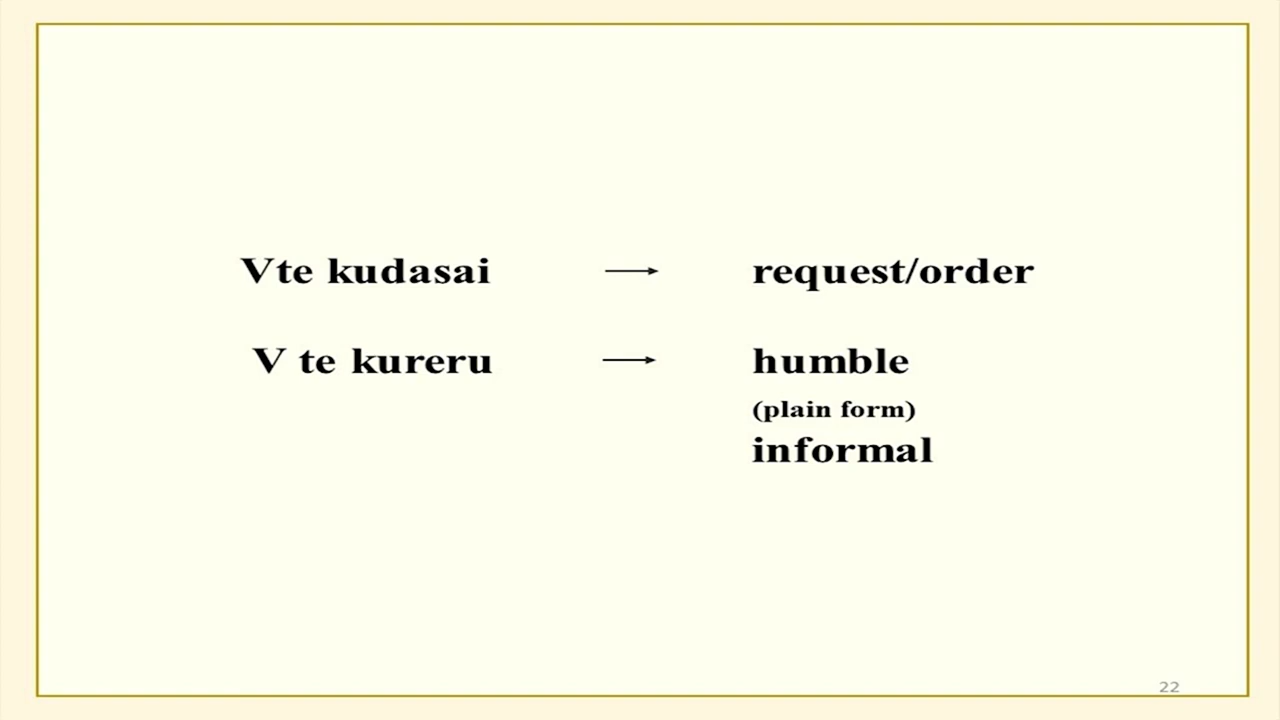 Vte kudasai → request/order
V te kureru → humble
(plain form)
informal
22